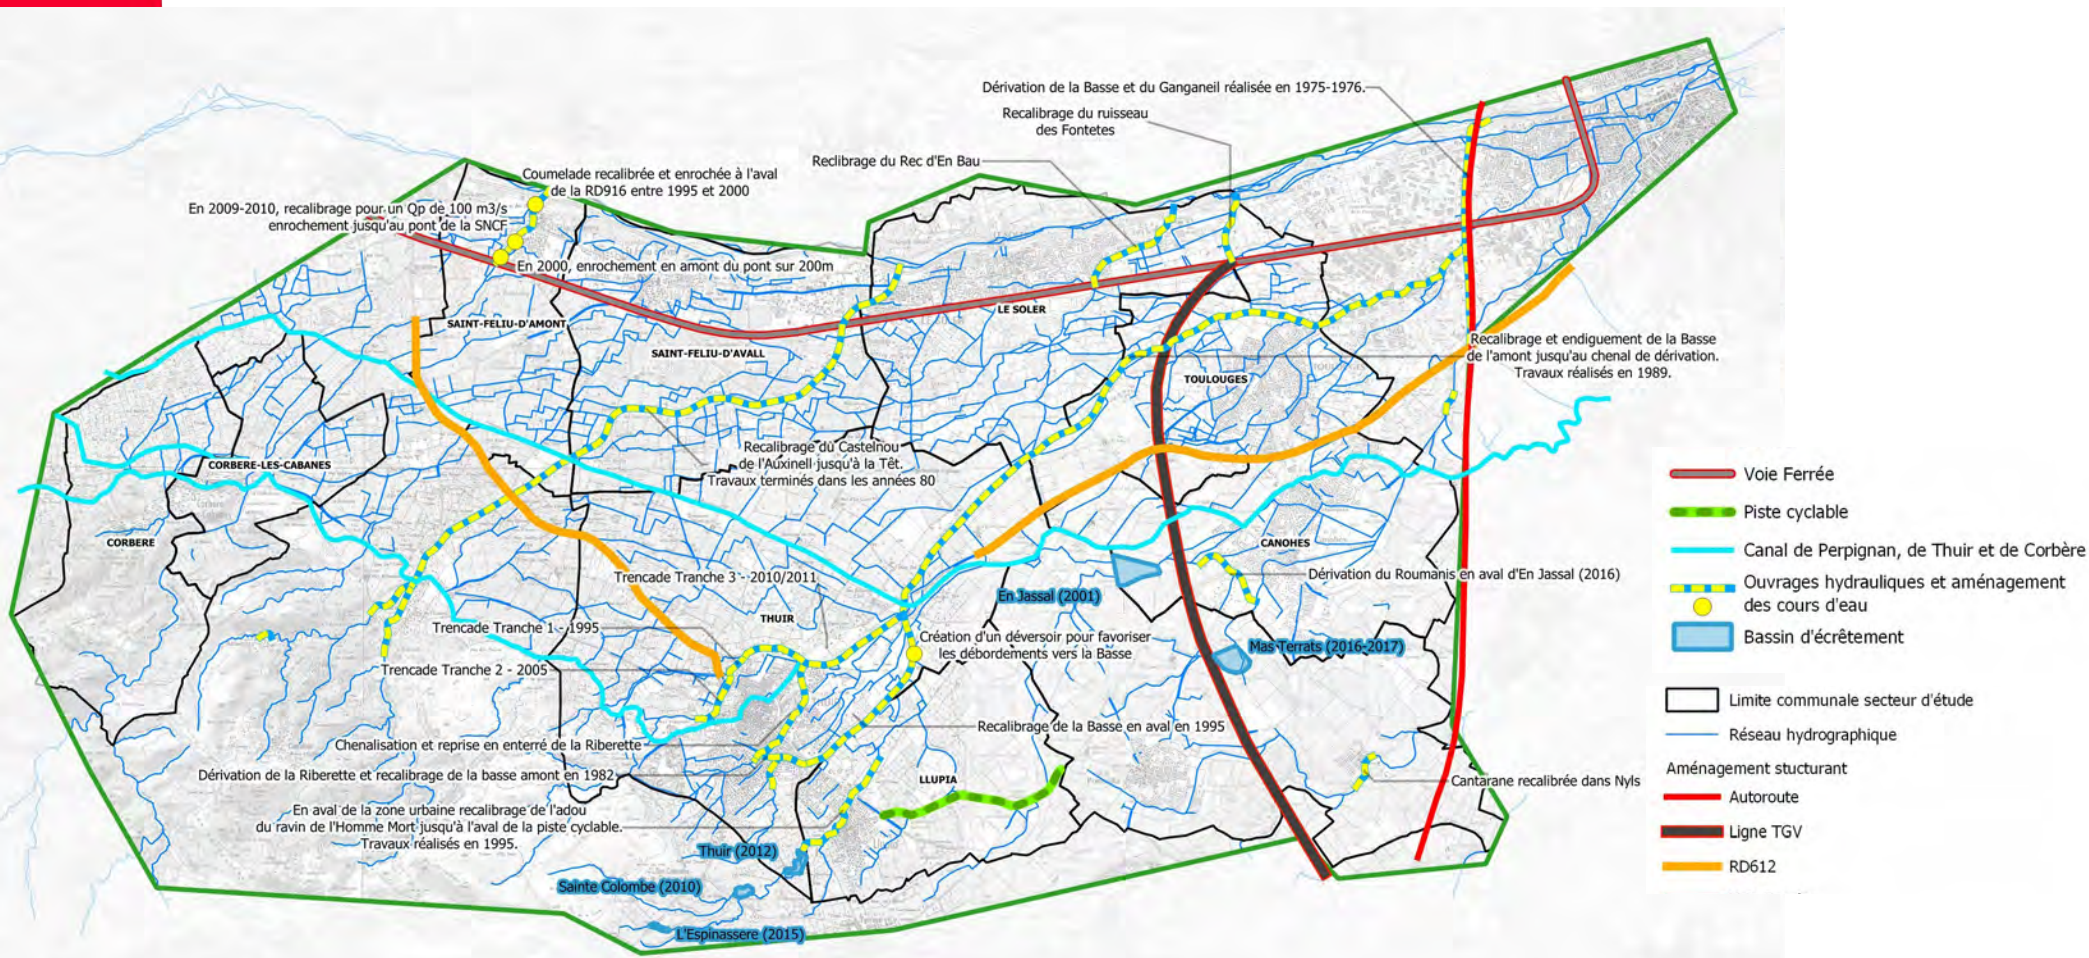 Dérivation de la Basse et du Ganganeil réalisée en 1975-1976.
Recalibrage du ruisseau
des Fontetes
Reclibrage du Rec d'En Bau
Coumelade recalibrée et enrochée à l'aval
de la RD916 entre 1995 et 2000
En 2009-2010, recalibrage pour un Qp de 100 m3/s
enrochement jusqu'au pont de la SNCF
En 2000, enrochement en amont du pont sur 200m
SAINT-FELIU-D'AMONT
SAINT-FELIU-D'AVALL
LE SOLER
TOULOUGES
Recalibrage et endiguement de la Basse
de l'amont jusqu'au chenal de dérivation.
Travaux réalisés en 1989.
Recalibrage du Castelnou
de l'Auxinell jusqu'à la Têt.
Travaux terminés dans les années 80
CORBERE-LES-CABANES
CORBERE
CANOHES
Dérivation du Roumanis en aval d'En Jassal (2016)
Trencade Tranche 3 - 2010/2011
En Jassal (2001)
THUIR
Trencade Tranche 1 - 1995
Création d'un déversoir pour favoriser
les débordements vers la Basse
Mas Terrats (2016-2017)
Trencade Tranche 2 - 2005
Recalibrage de la Basse en aval en 1995
Chenalisation et reprise en enterré de la Riberette
Dérivation de la Riberette et recalibrage de la basse amont en 1982
LLUPIA
Cantarane recalibrée dans Nyls
En aval de la zone urbaine recalibrage de l'adou
du ravin de l'Homme Mort jusqu'à l'aval de la piste cyclable.
Travaux réalisés en 1995.
Thuir (2012)
Sainte Colombe (2010)
L'Espinassere (2015)
Voie Ferrée
Piste cyclable
Canal de Perpignan, de Thuir et de Corbère
Ouvrages hydrauliques et aménagement
des cours d'eau
Bassin d'écrêtement
Limite communale secteur d'étude
Réseau hydrographique
Aménagement stucturant
Autoroute
Ligne TGV
RD612